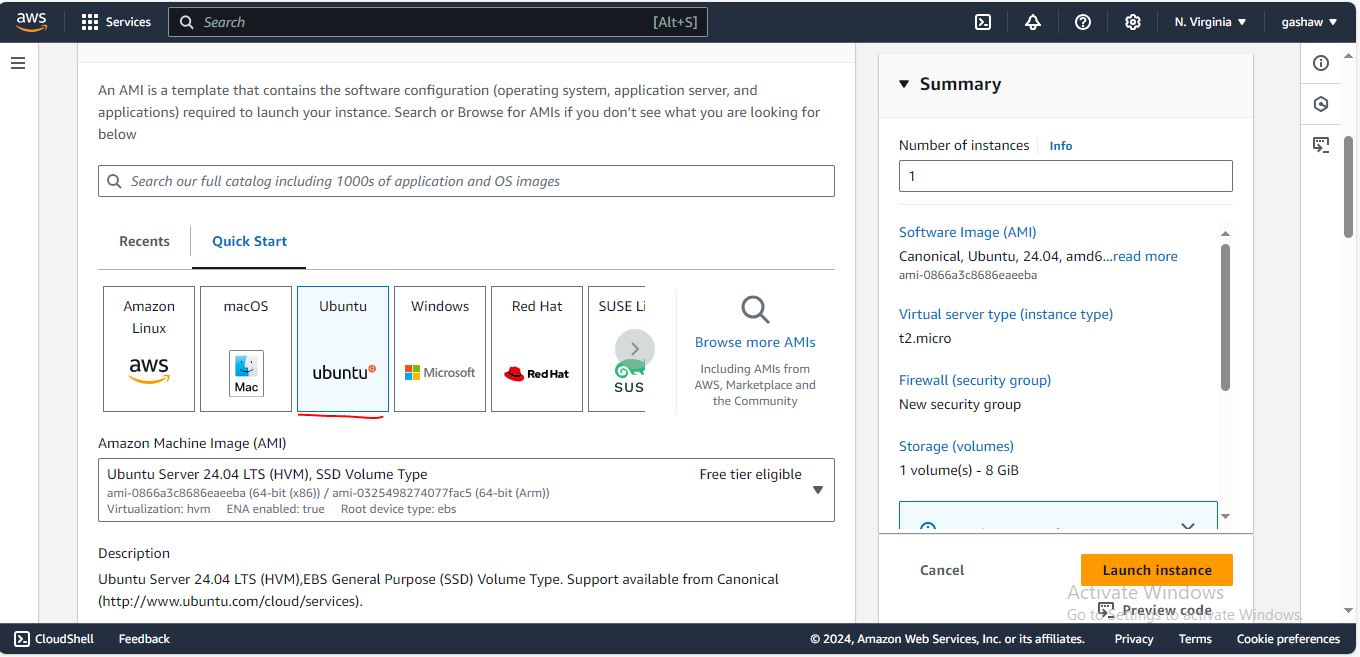 aws
Services
Search
[Alt+S]
N. Virginia
gashaw
An AMI is a template that contains the software configuration (operating system, application server, and
applications) required to launch your instance. Search or Browse for AMIs if you don't see what you are looking for
below
Search our full catalog including 1000s of application and OS images
Recents
Quick Start
Amazon
Linux
aws
macOS
Mac
Ubuntu
ubuntu
Windows
Microsoft
Red Hat
Red Hat
SUSE Li
SUS
Browse more AMIs
Including AMIs from
AWS, Marketplace and
the Community
Amazon Machine Image (AMI)
Ubuntu Server 24.04 LTS (HVM), SSD Volume Type
Free tier eligible
ami-0866a3c8686eaeeba (64-bit (x86)) / ami-0325498274077fac5 (64-bit (Arm))
Virtualization: hvm ENA enabled: true Root device type: ebs
Description
Ubuntu Server 24.04 LTS (HVM),EBS General Purpose (SSD) Volume Type. Support available from Canonical
(http://www.ubuntu.com/cloud/services).
Summary
Number of instances
Info
1
Software Image (AMI)
Canonical, Ubuntu, 24.04, amd6...read more
ami-0866a3c8686eaeeba
Virtual server type (instance type)
t2.micro
Firewall (security group)
New security group
Storage (volumes)
1 volume(s) - 8 GiB
Cancel
Launch instance
Activate Windows
Preview code
Go to Settings to activate Windows.
CloudShell
Feedback
© 2024, Amazon Web Services, Inc. or its affiliates.
Privacy
Terms
Cookie preferences